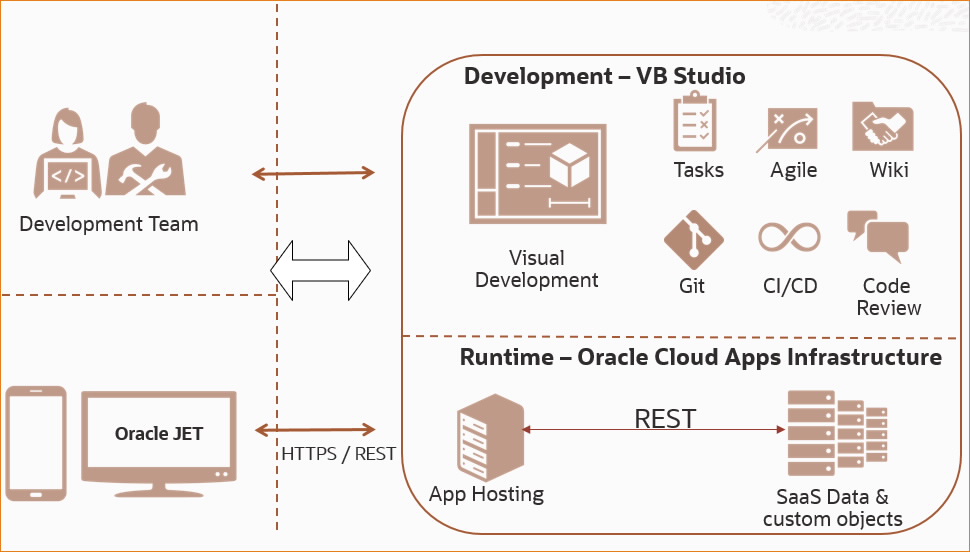 Development – VB Studio
Tasks
Agile
Wiki
</>
Development Team
Visual
Development
Git
CI/CD
Code
Review
Runtime – Oracle Cloud Apps Infrastructure
Oracle JET
HTTPS / REST
REST
App Hosting
SaaS Data &
custom objects